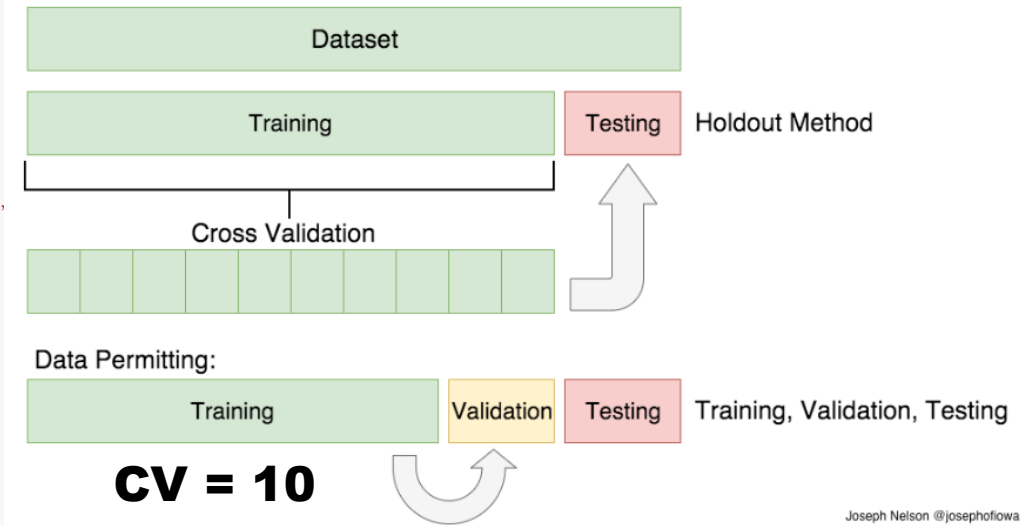 Dataset
Training
Testing
Holdout Method
,
Cross Validation
Data Permitting:
Training
Validation
Testing
Training, Validation, Testing
CV = 10
Joseph Nelson @josephofiowa